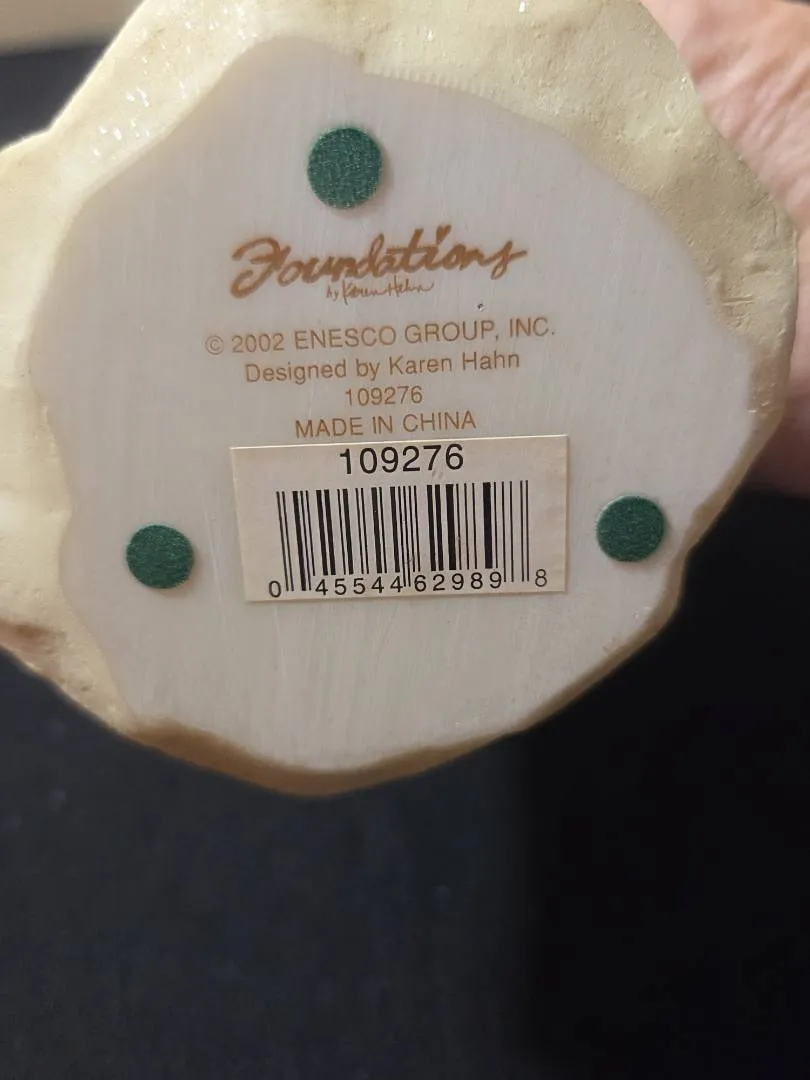 Foundations
by Karen Hahn
© 2002 ENESCO GROUP, INC.
Designed by Karen Hahn
109276
MADE IN CHINA
109276
0 45544 62989 8